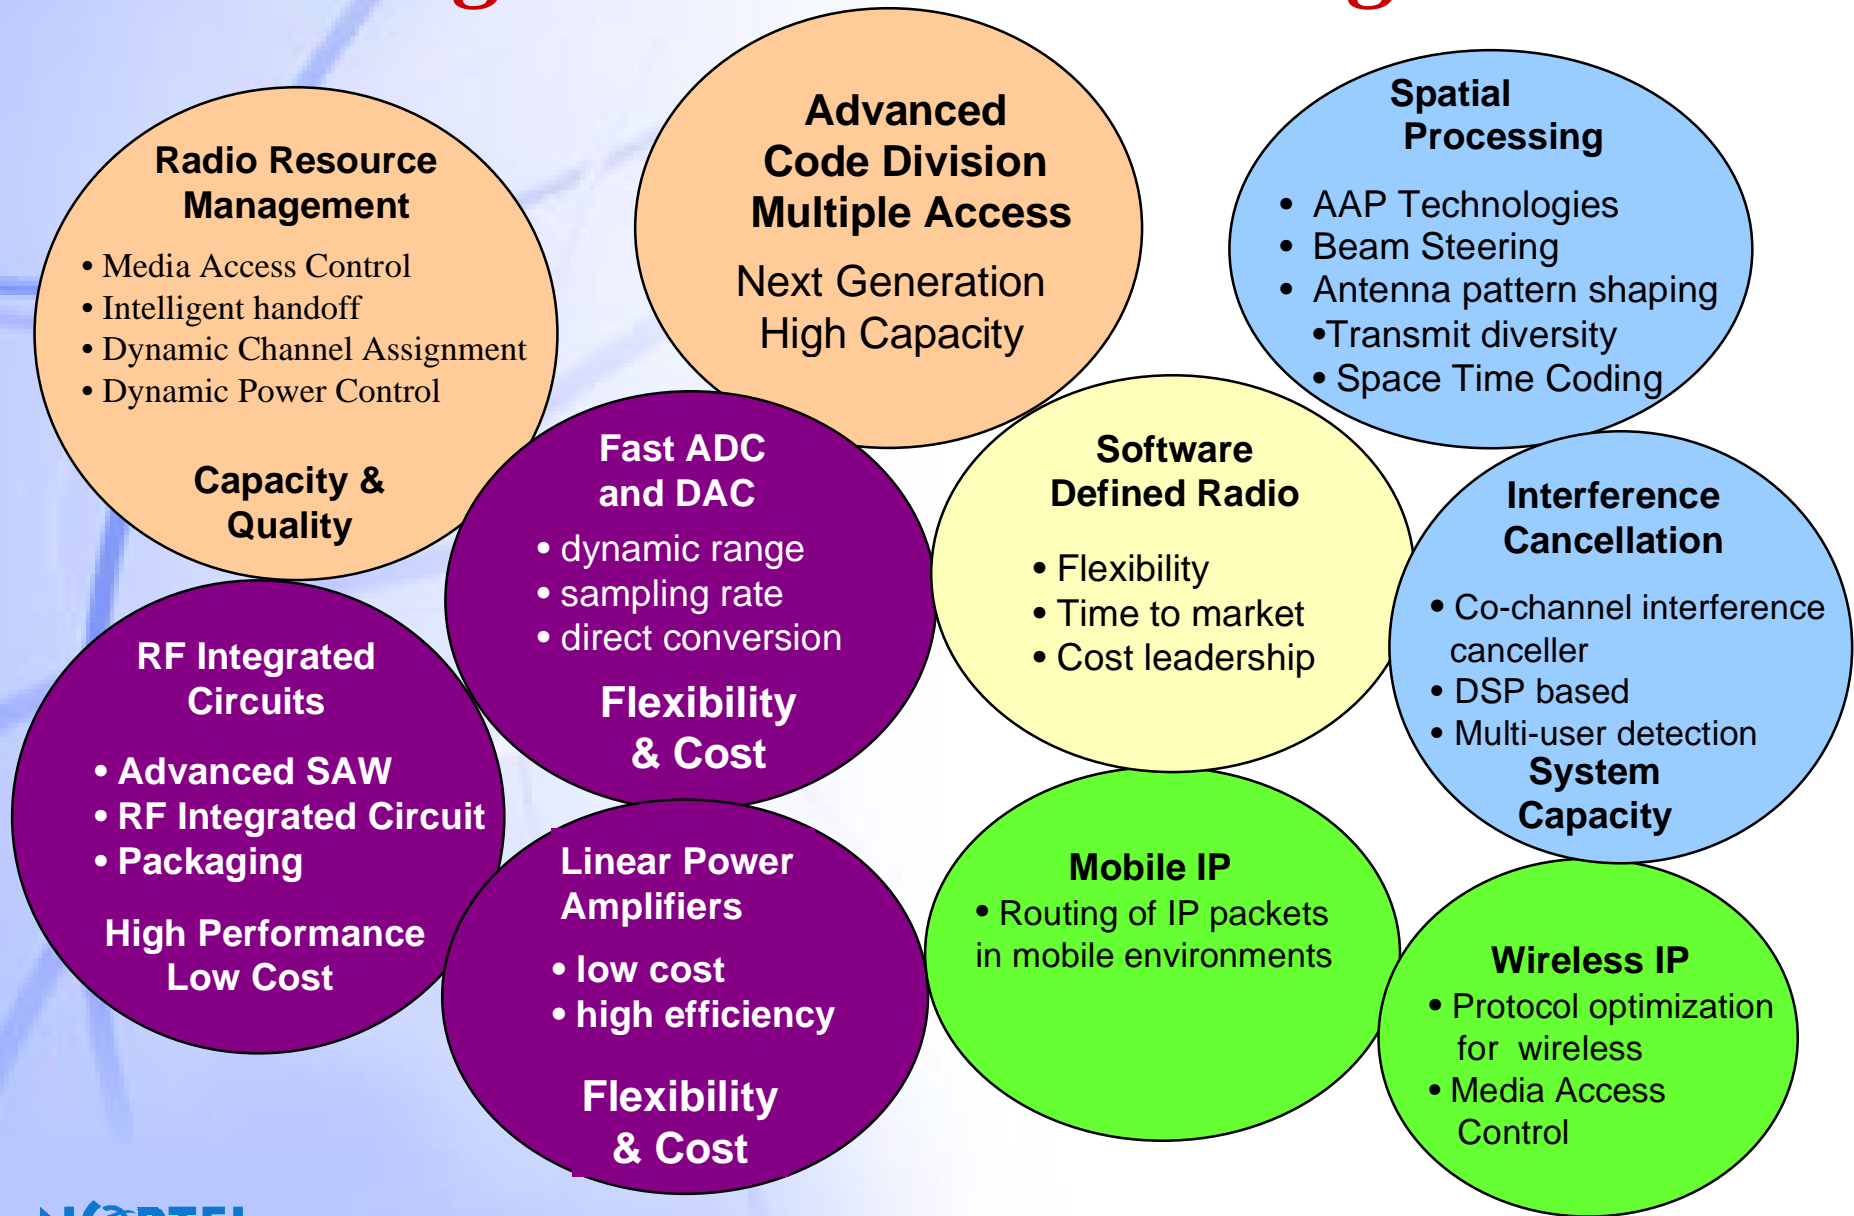 Radio Resource
Management
• Media Access Control
• Intelligent handoff
• Dynamic Channel Assignment
• Dynamic Power Control
Capacity &
Quality
Advanced
Code Division
Multiple Access
Next Generation
High Capacity
Spatial
Processing
• AAP Technologies
• Beam Steering
• Antenna pattern shaping
•Transmit diversity
• Space Time Coding
Fast ADC
and DAC
• dynamic range
• sampling rate
• direct conversion
Flexibility
& Cost
Software
Defined Radio
• Flexibility
• Time to market
• Cost leadership
Interference
Cancellation
• Co-channel interference
canceller
• DSP based
• Multi-user detection
System
Capacity
RF Integrated
Circuits
• Advanced SAW
• RF Integrated Circuit
• Packaging
High Performance
Low Cost
Linear Power
Amplifiers
• low cost
• high efficiency
Flexibility
& Cost
Mobile IP
• Routing of IP packets
in mobile environments
Wireless IP
• Protocol optimization
for wireless
• Media Access
Control